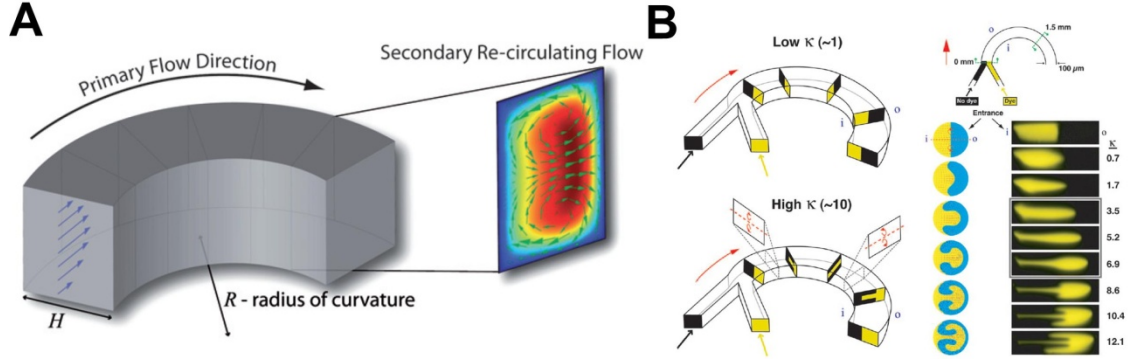 A
Primary Flow Direction
Secondary Re-circulating Flow
R - radius of curvature
H
B
Low κ (~1)
o
i
High κ (~10)
i
o
o
i
1.5 mm
0 mm
100 µm
No dye
Dye
Entrance
i
o
i
o
κ
0.7
1.7
3.5
5.2
6.9
8.6
10.4
12.1